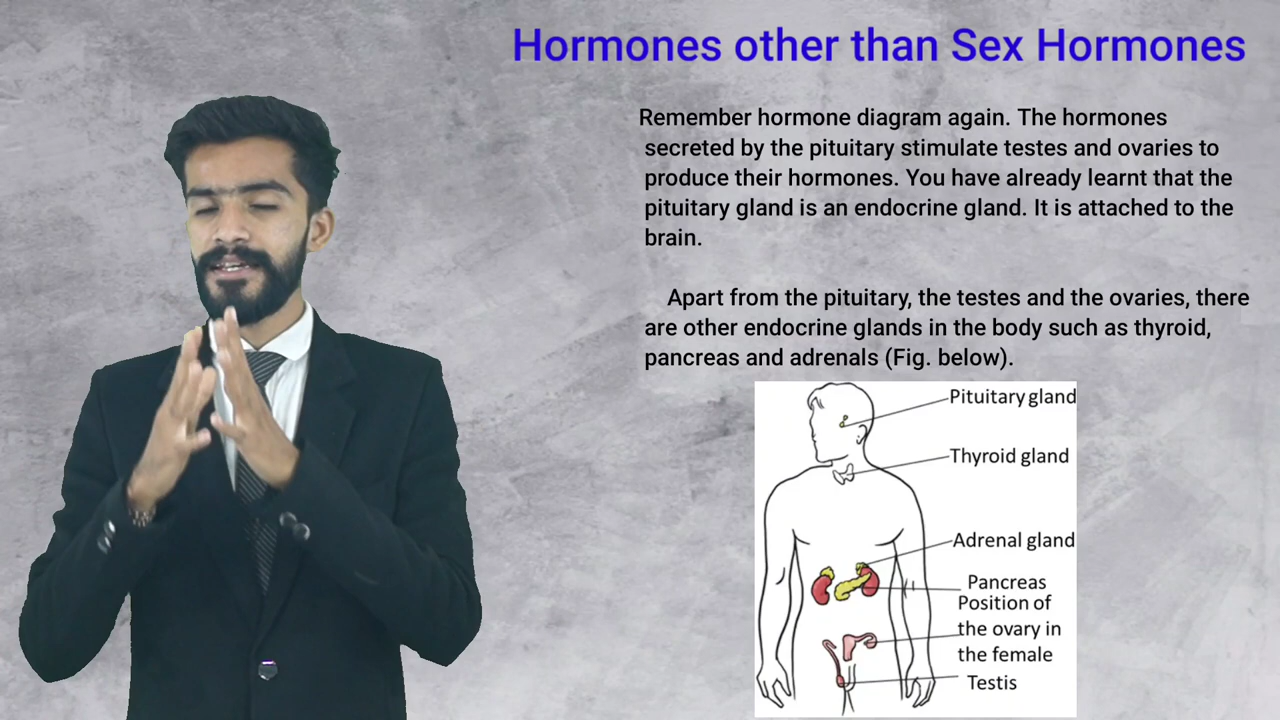 Hormones other than Sex Hormones
Remember hormone diagram again. The hormones
secreted by the pituitary stimulate testes and ovaries to
produce their hormones. You have already learnt that the
pituitary gland is an endocrine gland. It is attached to the
brain.
Apart from the pituitary, the testes and the ovaries, there
are other endocrine glands in the body such as thyroid,
pancreas and adrenals (Fig. below).
Pituitary gland
Thyroid gland
Adrenal gland
Pancreas
Position of
the ovary in
the female
Testis